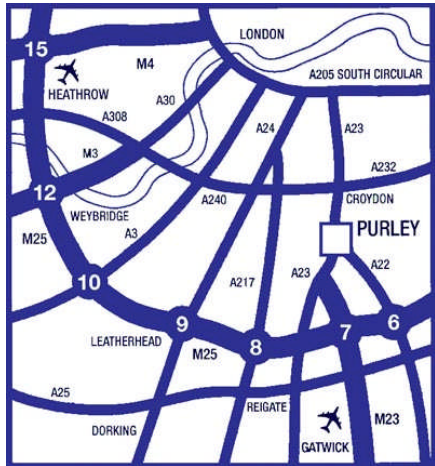 LONDON
15
M4
A205 SOUTH CIRCULAR
HEATHROW
A30
A308
A24
A23
M3
A232
12
A240
CROYDON
WEYBRIDGE
A3
PURLEY
M25
A23
A22
10
A217
9
7
6
8
LEATHERHEAD
M25
A25
REIGATE
DORKING
GATWICK
M23